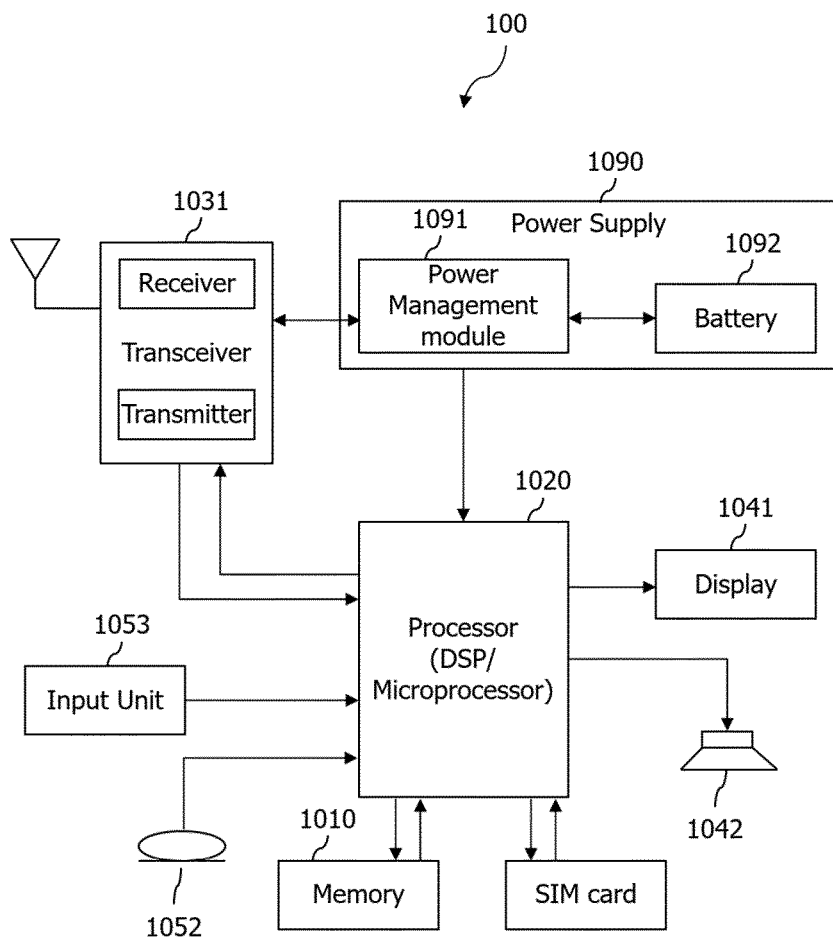 100
1090
1031
1091
Power Supply
1092
Receiver
Power
Management
module
Battery
Transceiver
Transmitter
1020
1041
Display
1053
Processor
(DSP/
Microprocessor)
Input Unit
1042
1010
Memory
SIM card
1052